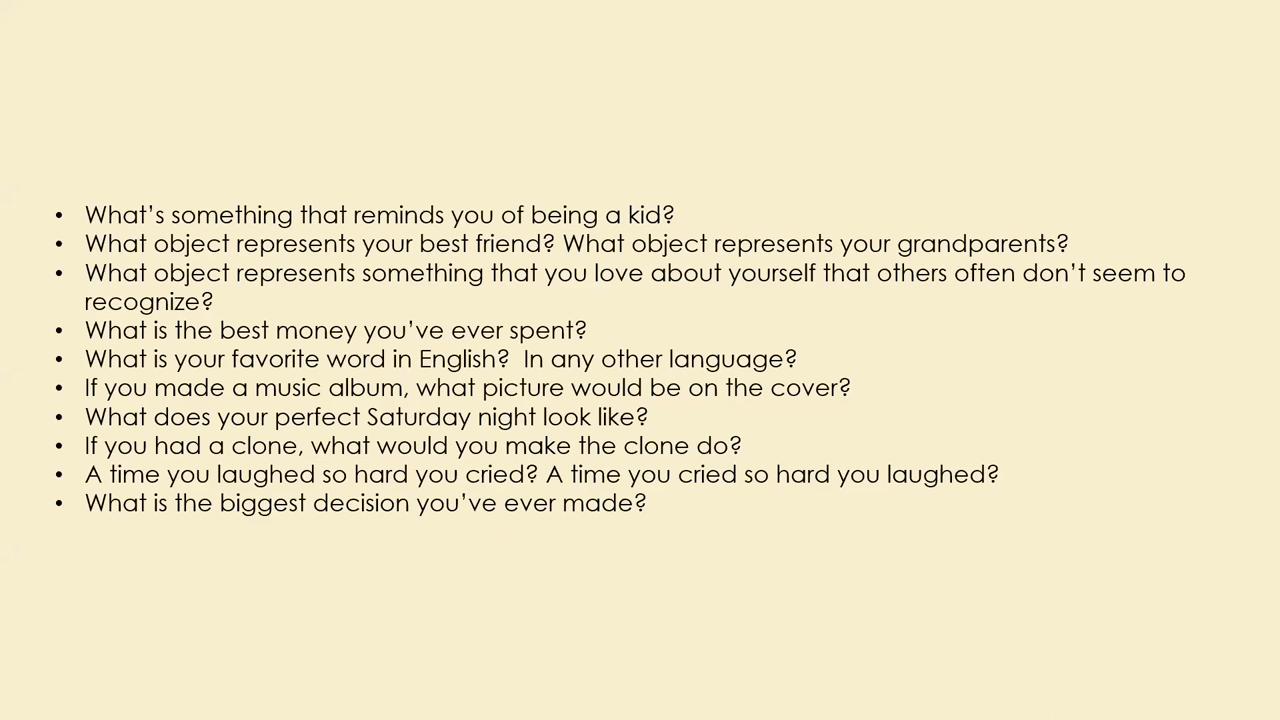 • What’s something that reminds you of being a kid?
• What object represents your best friend? What object represents your grandparents?
• What object represents something that you love about yourself that others often don’t seem to
recognize?
• What is the best money you’ve ever spent?
• What is your favorite word in English?  In any other language?
• If you made a music album, what picture would be on the cover?
• What does your perfect Saturday night look like?
• If you had a clone, what would you make the clone do?
• A time you laughed so hard you cried? A time you cried so hard you laughed?
• What is the biggest decision you’ve ever made?